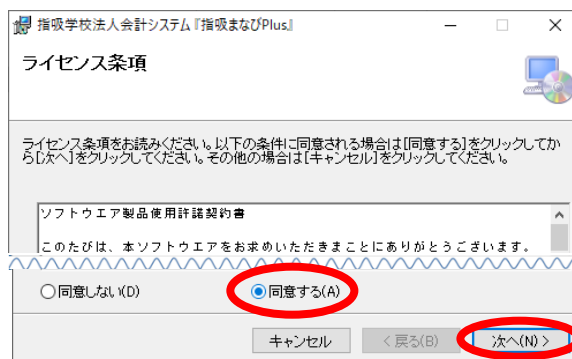 指吸学校法人会計システム『指吸まなびPlus』
ライセンス条項
ライセンス条項をお読みください。以下の条件に同意される場合は[同意する]をクリックしてか
ら[次へ]をクリックしてください。その他の場合は[キャンセル]をクリックしてください。
ソフトウエア製品使用許諾契約書
このたびは、本ソフトウエアをお求めいただきまことにありがとうございます。
同意しない(D) 同意する(A)
キャンセル < 戻る(B) 次へ(N) >